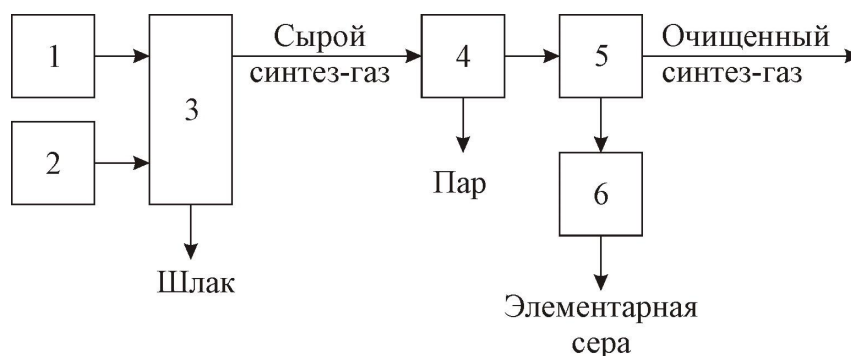 1
2
3
Сырой
синтез-газ
4
5
Очищенный
синтез-газ
Пар
6
Шлак
Элементарная
сера